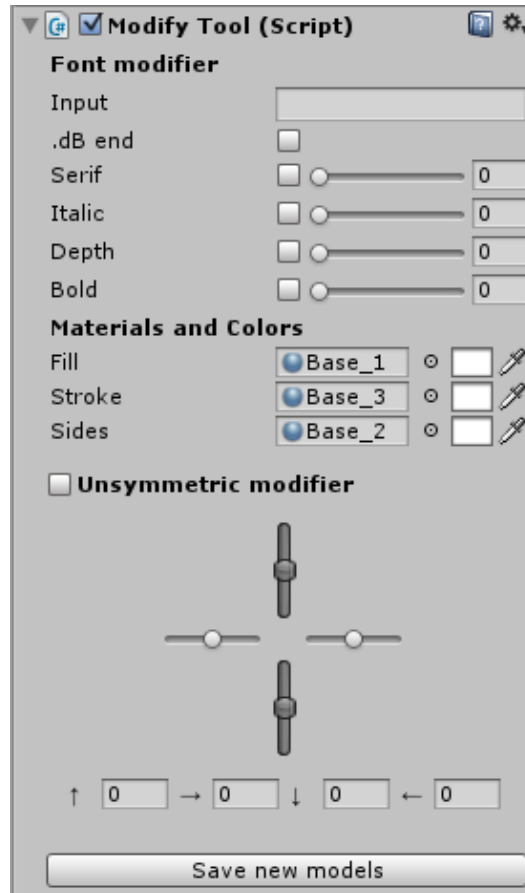 Modify Tool (Script)
Font modifier
Input
.dB end
Serif 0
Italic 0
Depth 0
Bold 0
Materials and Colors
Fill Base_1
Stroke Base_3
Sides Base_2
Unsymmetric modifier
↑ 0 → 0 ↓ 0 ← 0
Save new models